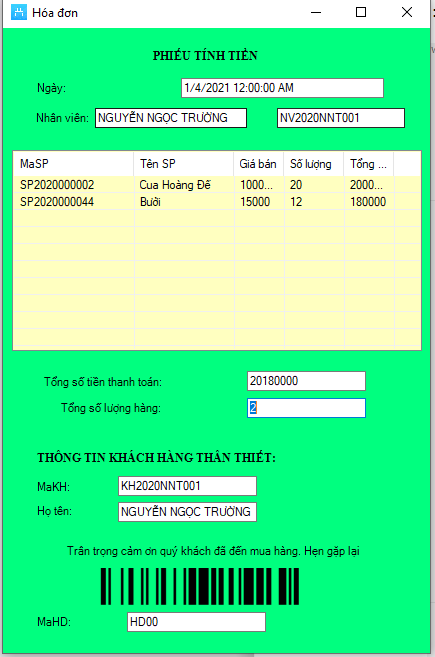 Hóa đơn
PHIẾU TÍNH TIỀN
Ngày: 1/4/2021 12:00:00 AM
Nhân viên: NGUYỄN NGỌC TRƯỜNG NV2020NNT001
MaSP Tên SP Giá bán Số lượng Tổng ...
SP2020000002 Cua Hoàng Đế 1000... 20 2000...
SP2020000044 Bưởi 15000 12 180000
Tổng số tiền thanh toán: 20180000
Tổng số lượng hàng: 2
THÔNG TIN KHÁCH HÀNG THÂN THIẾT:
MaKH: KH2020NNT001
Họ tên: NGUYỄN NGỌC TRƯỜNG
Trân trọng cảm ơn quý khách đã đến mua hàng. Hẹn gặp lại
MaHD: HD00